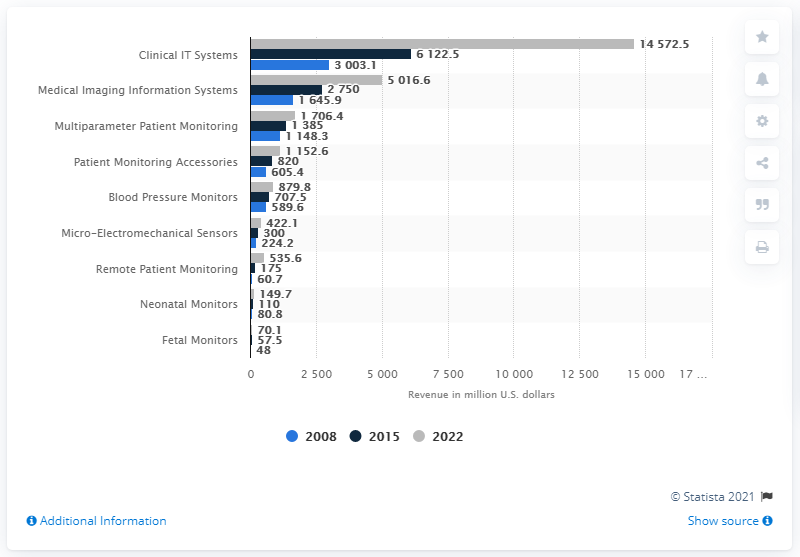 Clinical IT Systems
14 572.5
6 122.5
3 003.1
Medical Imaging Information Systems
5 016.6
2 750
1 645.9
Multiparameter Patient Monitoring
1 706.4
1 385
1 148.3
Patient Monitoring Accessories
1 152.6
820
605.4
Blood Pressure Monitors
879.8
707.5
589.6
Micro-Electromechanical Sensors
422.1
300
224.2
Remote Patient Monitoring
535.6
175
60.7
Neonatal Monitors
149.7
110
80.8
Fetal Monitors
70.1
57.5
48
0 2 500 5 000 7 500 10 000 12 500 15 000 17 ...
Revenue in million U.S. dollars
2008 2015 2022
© Statista 2021
Additional Information Show source